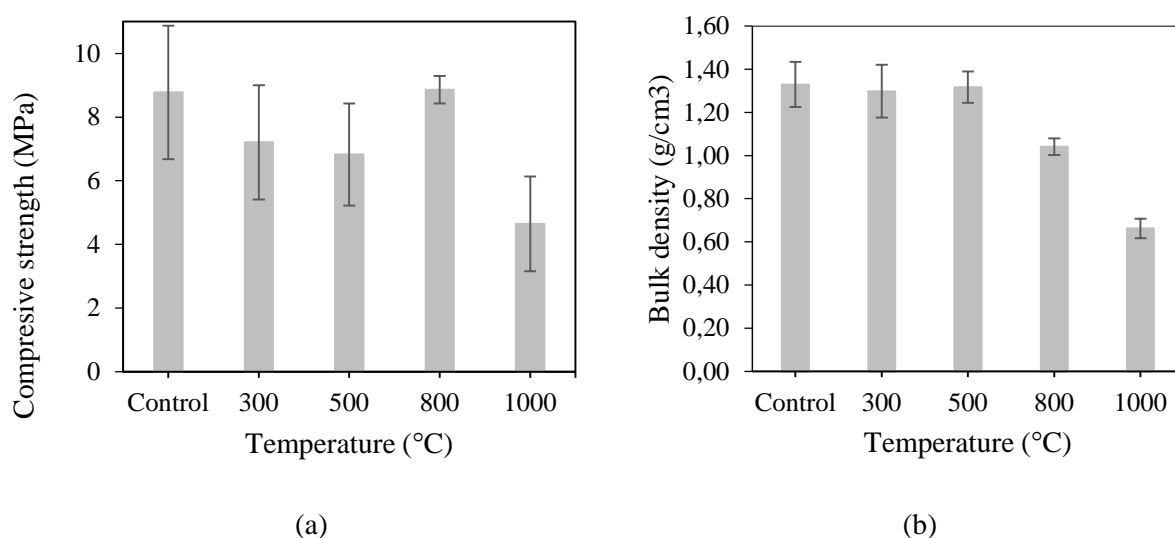 Compresive strength (MPa)
10
8
6
4
2
0
Control 300 500 800 1000
Temperature (°C)
(a)
Bulk density (g/cm3)
1,60
1,40
1,20
1,00
0,80
0,60
0,40
0,20
0,00
Control 300 500 800 1000
Temperature (°C)
(b)